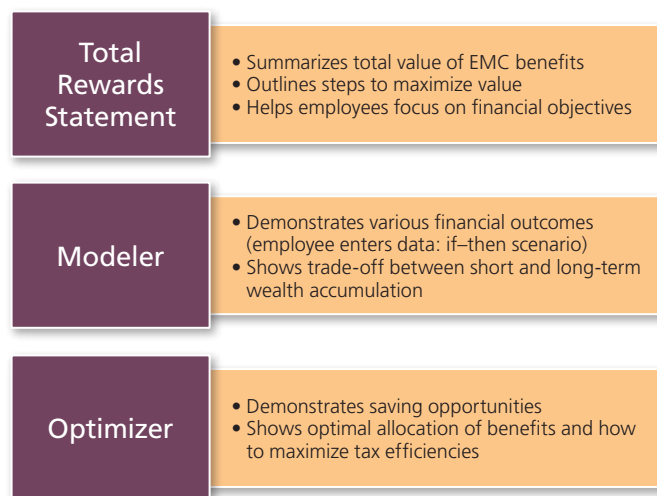 Total
Rewards
Statement
• Summarizes total value of EMC benefits
• Outlines steps to maximize value
• Helps employees focus on financial objectives
Modeler
• Demonstrates various financial outcomes
(employee enters data: if–then scenario)
• Shows trade-off between short and long-term
wealth accumulation
Optimizer
• Demonstrates saving opportunities
• Shows optimal allocation of benefits and how
to maximize tax efficiencies